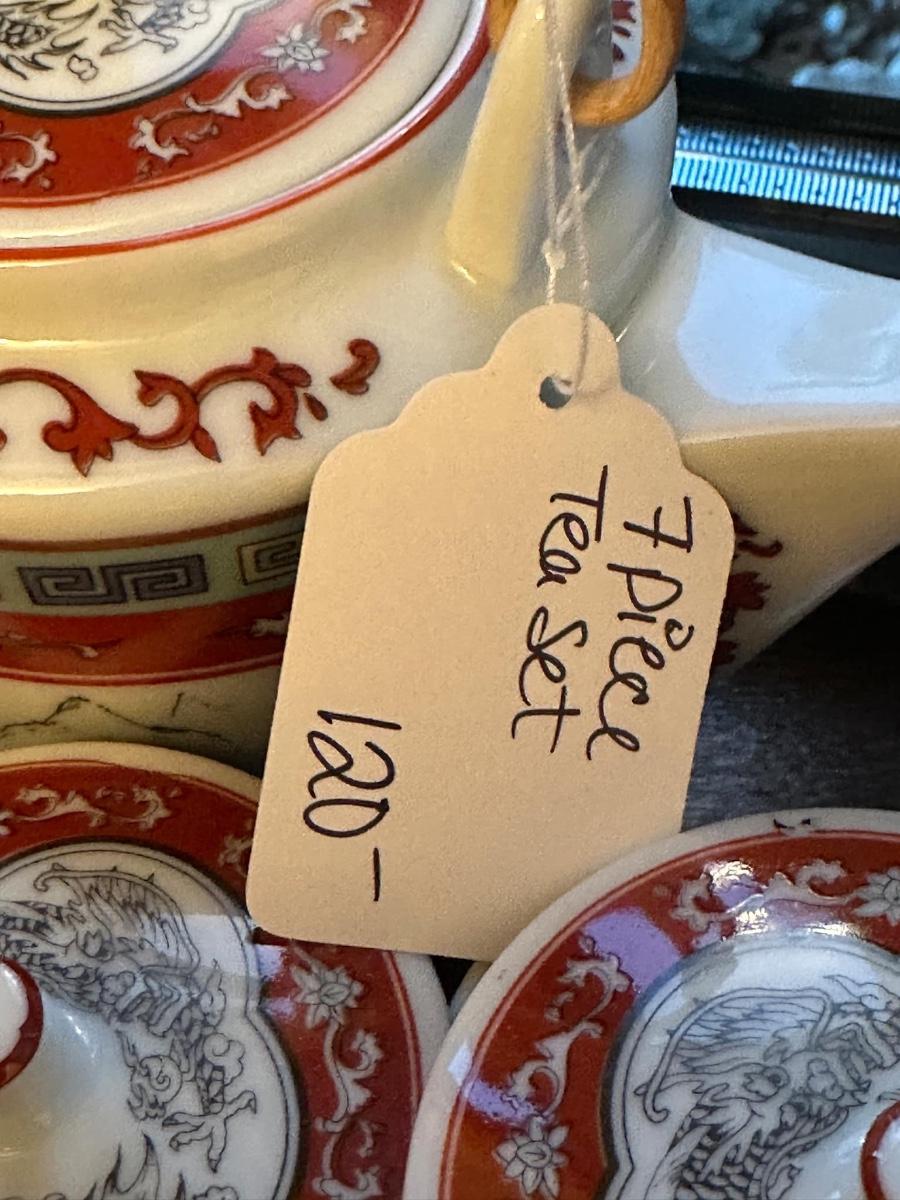 7 piece
Tea Set
120-